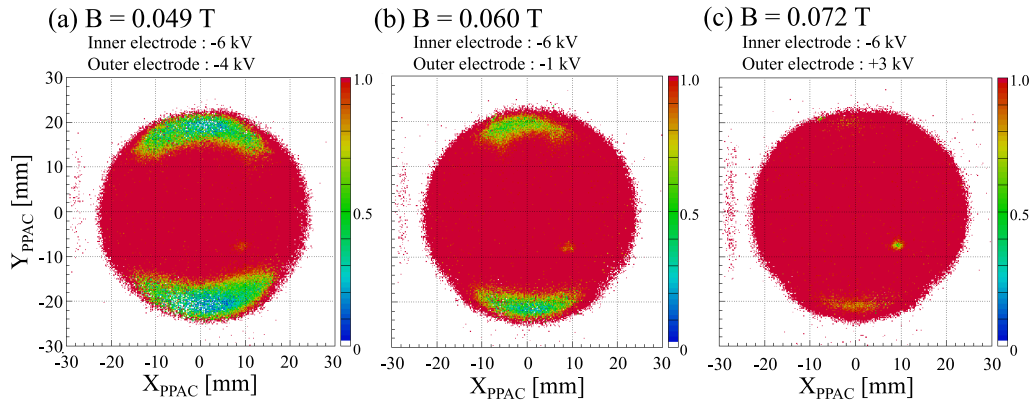 (a) B = 0.049 T
Inner electrode : -6 kV
Outer electrode : -4 kV
(b) B = 0.060 T
Inner electrode : -6 kV
Outer electrode : -1 kV
(c) B = 0.072 T
Inner electrode : -6 kV
Outer electrode : +3 kV
Y_PPAC [mm]
30
20
10
0
-10
-20
-30
-30 -20 -10 0 10 20 30
X_PPAC [mm]
1.0
0.5
0
-30 -20 -10 0 10 20 30
X_PPAC [mm]
1.0
0.5
0
-30 -20 -10 0 10 20 30
X_PPAC [mm]
1.0
0.5
0